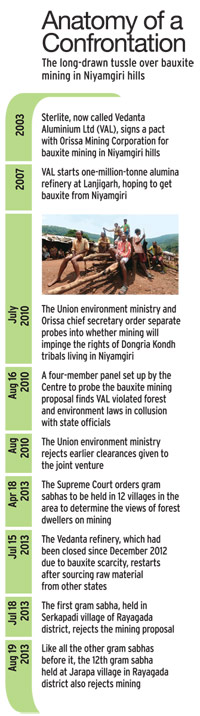 Anatomy of a
Confrontation
The long-drawn tussle over bauxite
mining in Niyamgiri hills
2003
Sterlite, now called Vedanta
Aluminium Ltd (VAL), signs a pact
with Orissa Mining Corporation for
bauxite mining in Niyamgiri hills
2007
VAL starts one-million-tonne alumina
refinery at Lanjigarh, hoping to get
bauxite from Niyamgiri
July
2010
The Union environment ministry and
Orissa chief secretary order separate
probes into whether mining will
impinge the rights of Dongria Kondh
tribals living in Niyamgiri
Aug 16
2010
A four-member panel set up by the
Centre to probe the bauxite mining
proposal finds VAL violated forest
and environment laws in collusion
with state officials
Aug
2010
The Union environment ministry
rejects earlier clearances given to
the joint venture
Apr 18
2013
The Supreme Court orders gram
sabhas to be held in 12 villages in the
area to determine the views of forest
dwellers on mining
Jul 15
2013
The Vedanta refinery, which had
been closed since December 2012
due to bauxite scarcity, restarts
after sourcing raw material
from other states
Jul 18
2013
The first gram sabha, held in
Serkapadi village of Rayagada
district, rejects the mining proposal
Aug 19
2013
Like all the other gram sabhas
before it, the 12th gram sabha
held at Jarapa village in Rayagada
district also rejects mining